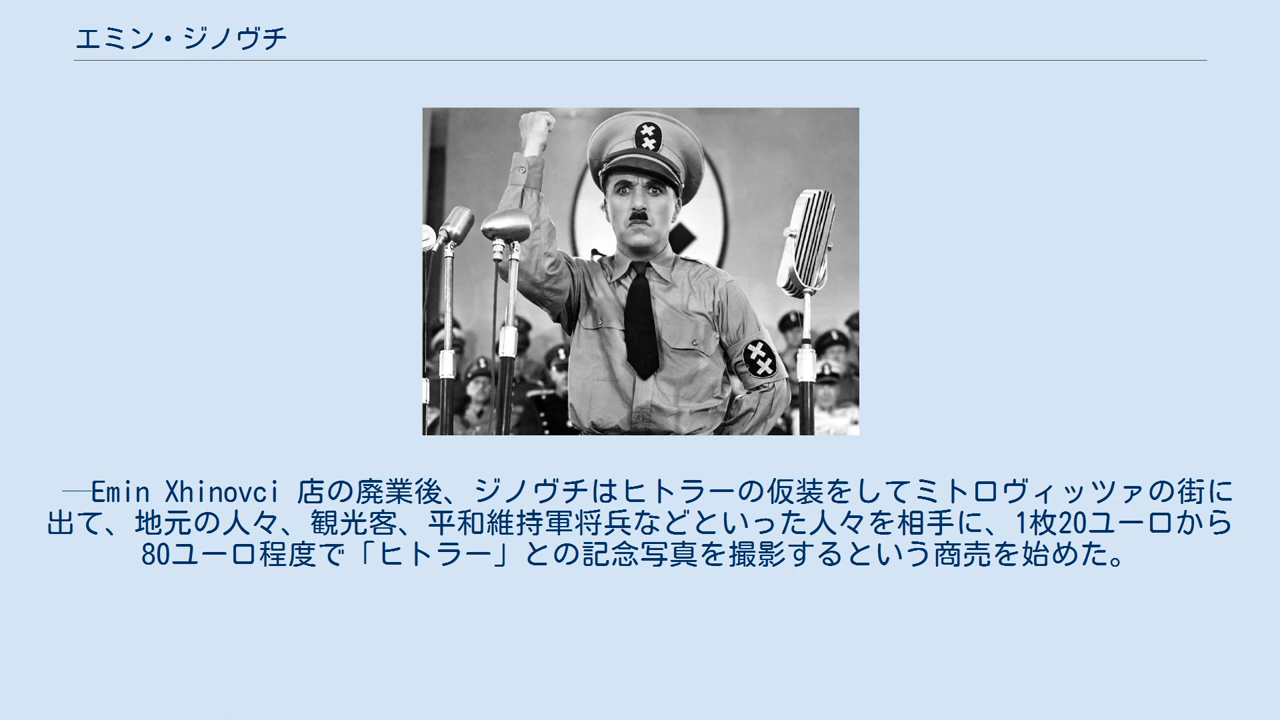 エミン・ジノヴチ
―Emin Xhinovci 店の廃業後、ジノヴチはヒトラーの仮装をしてミトロヴィッツァの街に
出て、地元の人々、観光客、平和維持軍将兵などといった人々を相手に、1枚20ユーロから
80ユーロ程度で「ヒトラー」との記念写真を撮影するという商売を始めた。